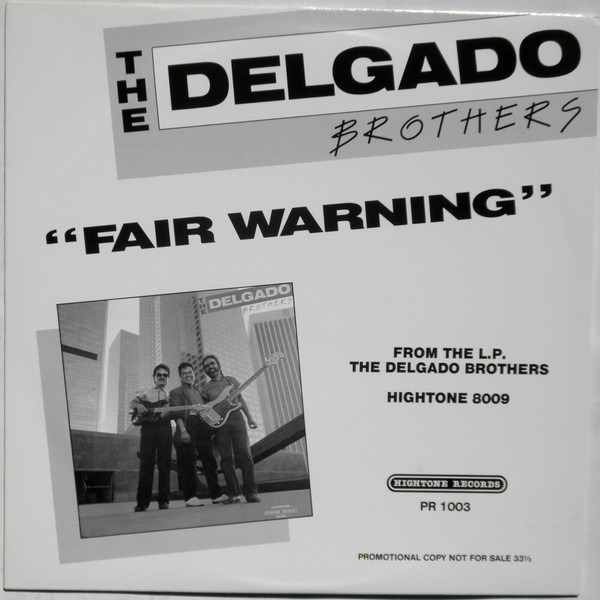 THE
DELGADO
BROTHERS
“FAIR WARNING”
THE
DELGADO
BROTHERS
FROM THE L.P.
THE DELGADO BROTHERS
HIGHTONE 8009
HIGHTONE RECORDS
PR 1003
PROMOTIONAL COPY NOT FOR SALE 33⅓